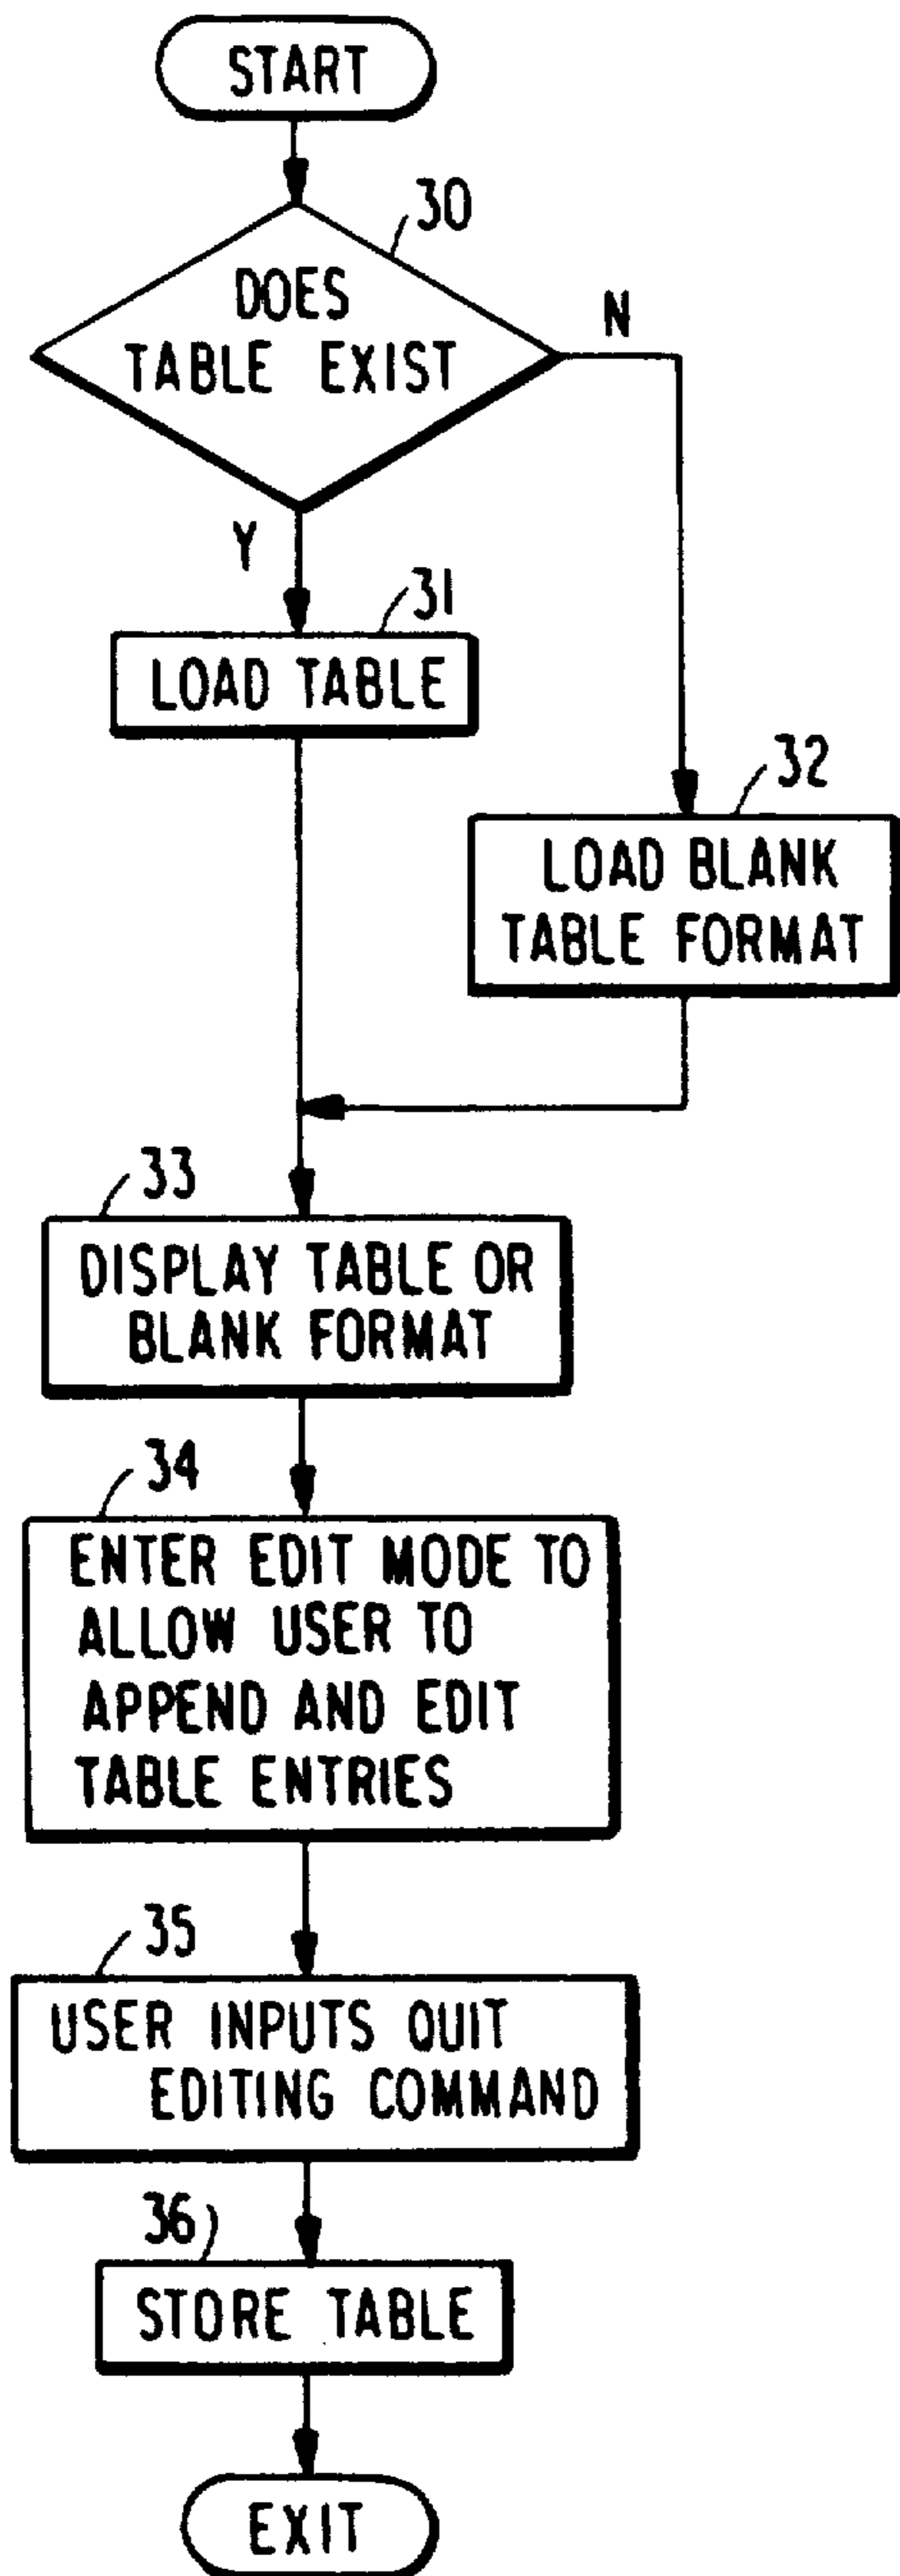 START
30
DOES
TABLE EXIST
N
Y
31
LOAD TABLE
32
LOAD BLANK
TABLE FORMAT
33
DISPLAY TABLE OR
BLANK FORMAT
34
ENTER EDIT MODE TO
ALLOW USER TO
APPEND AND EDIT
TABLE ENTRIES
35
USER INPUTS QUIT
EDITING COMMAND
36
STORE TABLE
EXIT